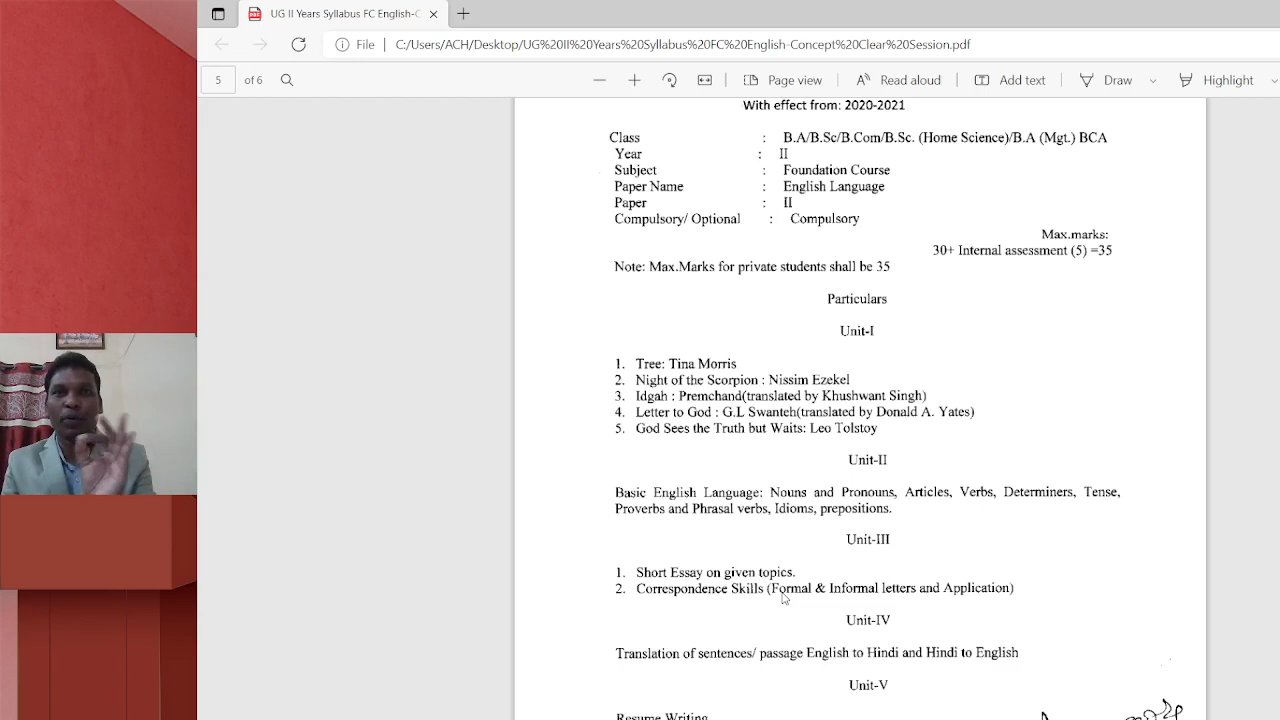 UG II Years Syllabus FC English-C
File C:/Users/ACH/Desktop/UG%20II%20Years%20Syllabus%20FC%20English-Concept%20Clear%20Session.pdf
5 of 6 Page view Read aloud Add text Draw Highlight
With effect from: 2020-2021
Class : B.A/B.Sc/B.Com/B.Sc. (Home Science)/B.A (Mgt.) BCA
Year : II
Subject : Foundation Course
Paper Name : English Language
Paper : II
Compulsory/ Optional : Compulsory
Max.marks:
30+ Internal assessment (5) =35
Note: Max.Marks for private students shall be 35
Particulars
Unit-I
1. Tree: Tina Morris
2. Night of the Scorpion : Nissim Ezekel
3. Idgah : Premchand(translated by Khushwant Singh)
4. Letter to God : G.L Swanteh(translated by Donald A. Yates)
5. God Sees the Truth but Waits: Leo Tolstoy
Unit-II
Basic English Language: Nouns and Pronouns, Articles, Verbs, Determiners, Tense,
Proverbs and Phrasal verbs, Idioms, prepositions.
Unit-III
1. Short Essay on given topics.
2. Correspondence Skills (Formal & Informal letters and Application)
Unit-IV
Translation of sentences/ passage English to Hindi and Hindi to English
Unit-V
Resume Writing